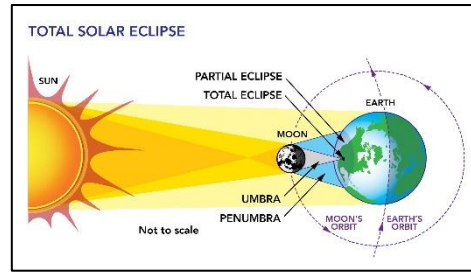 TOTAL SOLAR ECLIPSE
SUN
PARTIAL ECLIPSE
TOTAL ECLIPSE
EARTH
MOON
UMBRA
PENUMBRA
Not to scale
MOON'S
ORBIT
EARTH'S
ORBIT